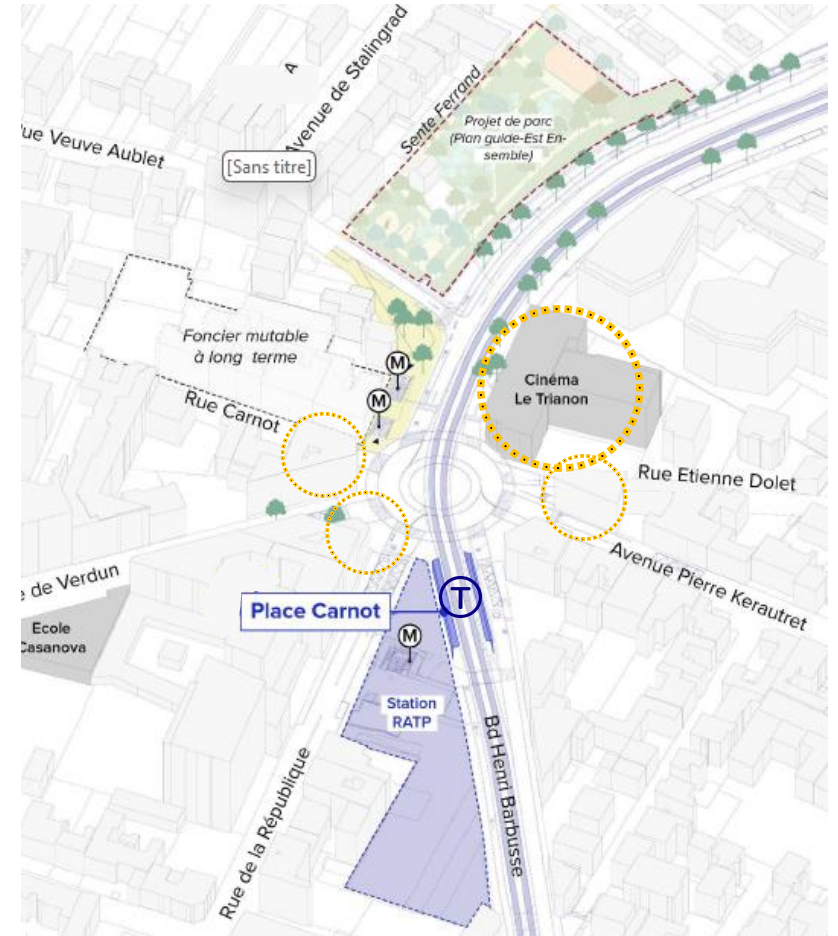 Avenue de Stalingrad
A
Sente Ferrand
Projet de parc
(Plan guide-Est En-
semble)
ue Veuve Aublet
[Sans titre]
Foncier mutable
à long terme
M
M
Rue Carnot
Cinéma
Le Trianon
Rue Etienne Dolet
Avenue Pierre Kerautret
e de Verdun
Place Carnot
T
Ecole
Casanova
M
Station
RATP
Bd Henri Barbusse
Rue de la République